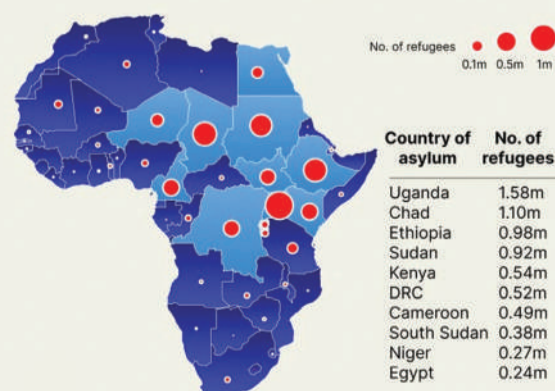 No. of refugees
0.1m 0.5m 1m
Country of No. of
asylum refugees
Uganda 1.58m
Chad 1.10m
Ethiopia 0.98m
Sudan 0.92m
Kenya 0.54m
DRC 0.52m
Cameroon 0.49m
South Sudan 0.38m
Niger 0.27m
Egypt 0.24m